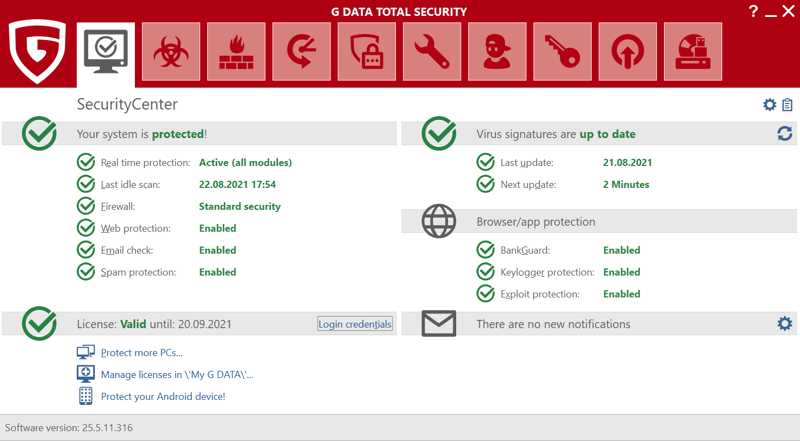 G DATA TOTAL SECURITY
SecurityCenter
Your system is protected!
Real time protection: Active (all modules)
Last idle scan: 22.08.2021 17:54
Firewall: Standard security
Web protection: Enabled
Email check: Enabled
Spam protection: Enabled
License: Valid until: 20.09.2021
Login credentials
Protect more PCs...
Manage licenses in \'My G DATA\'...
Protect your Android device!
Virus signatures are up to date
Last update: 21.08.2021
Next update: 2 Minutes
Browser/app protection
BankGuard: Enabled
Keylogger protection: Enabled
Exploit protection: Enabled
There are no new notifications
Software version: 25.5.11.316